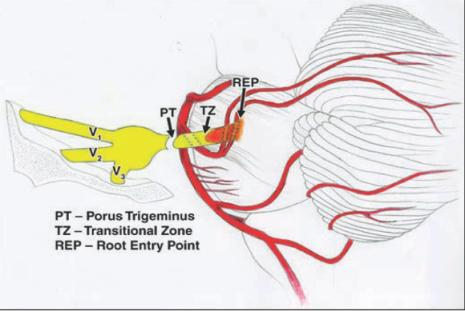 REP
PT
TZ
V1
V2
V3
PT – Porus Trigeminus
TZ – Transitional Zone
REP – Root Entry Point